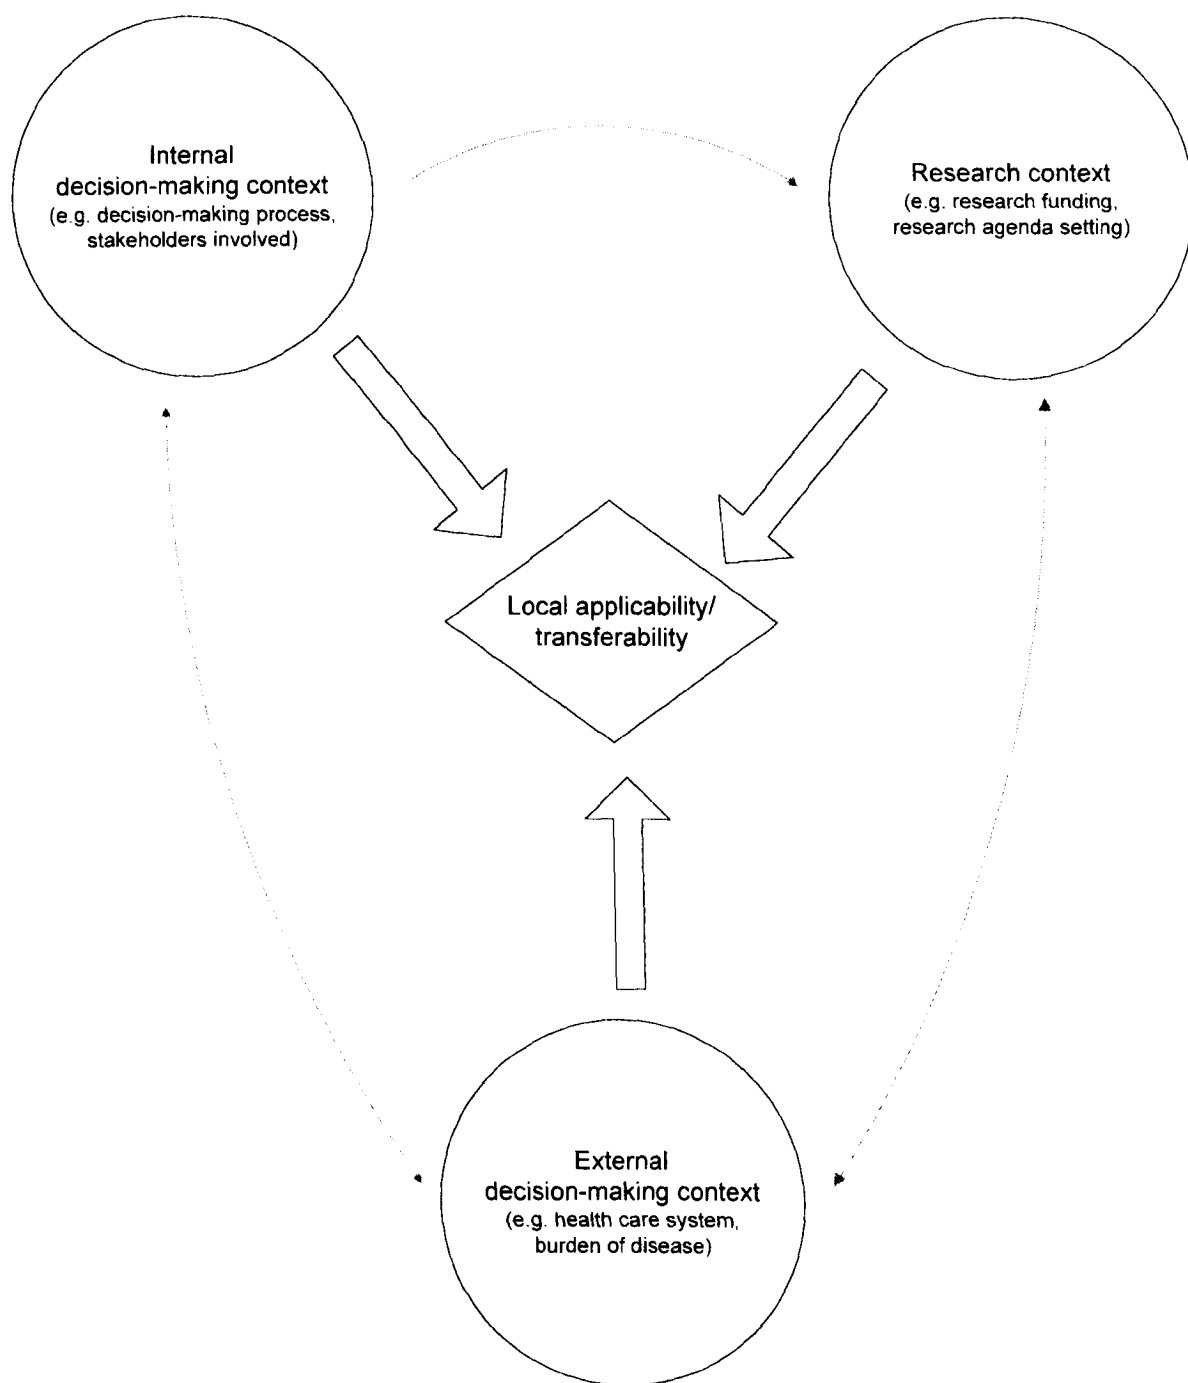 Internal
decision-making context
(e.g. decision-making process,
stakeholders involved)
Research context
(e.g. research funding,
research agenda setting)
Local applicability/
transferability
External
decision-making context
(e.g. health care system,
burden of disease)